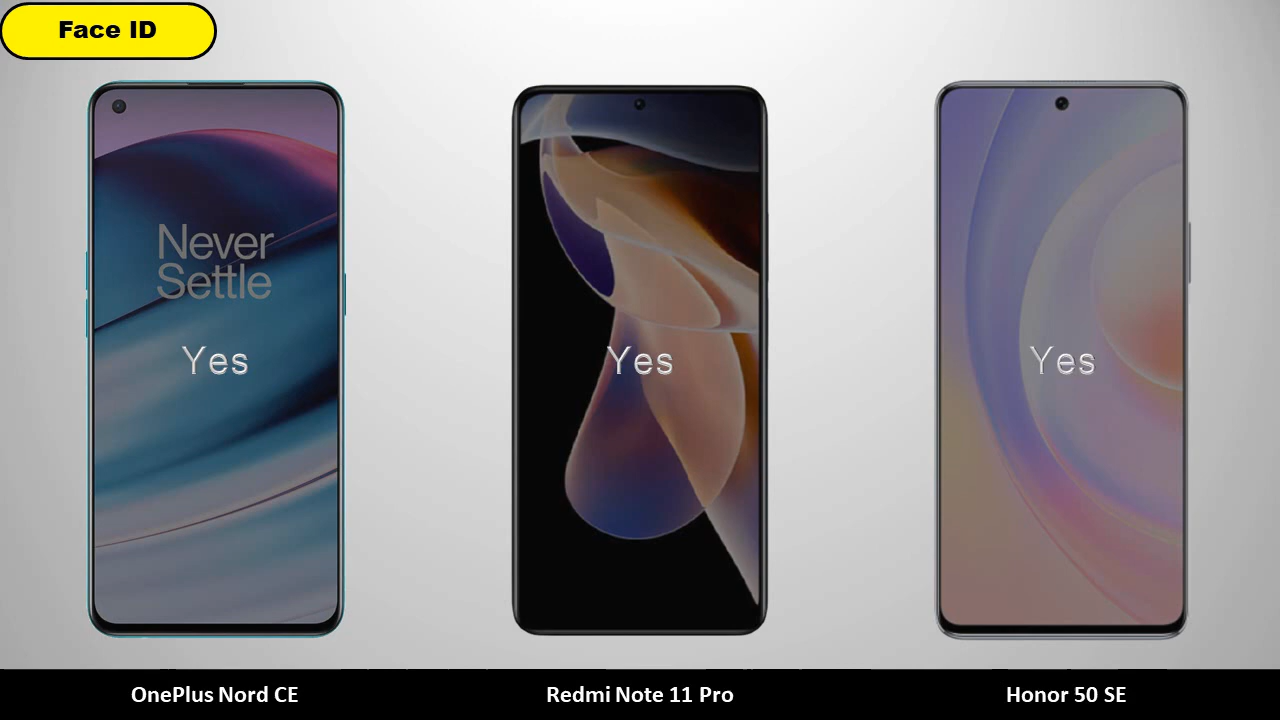 Face ID
Never
Settle
Yes
Yes
Yes
OnePlus Nord CE
Redmi Note 11 Pro
Honor 50 SE